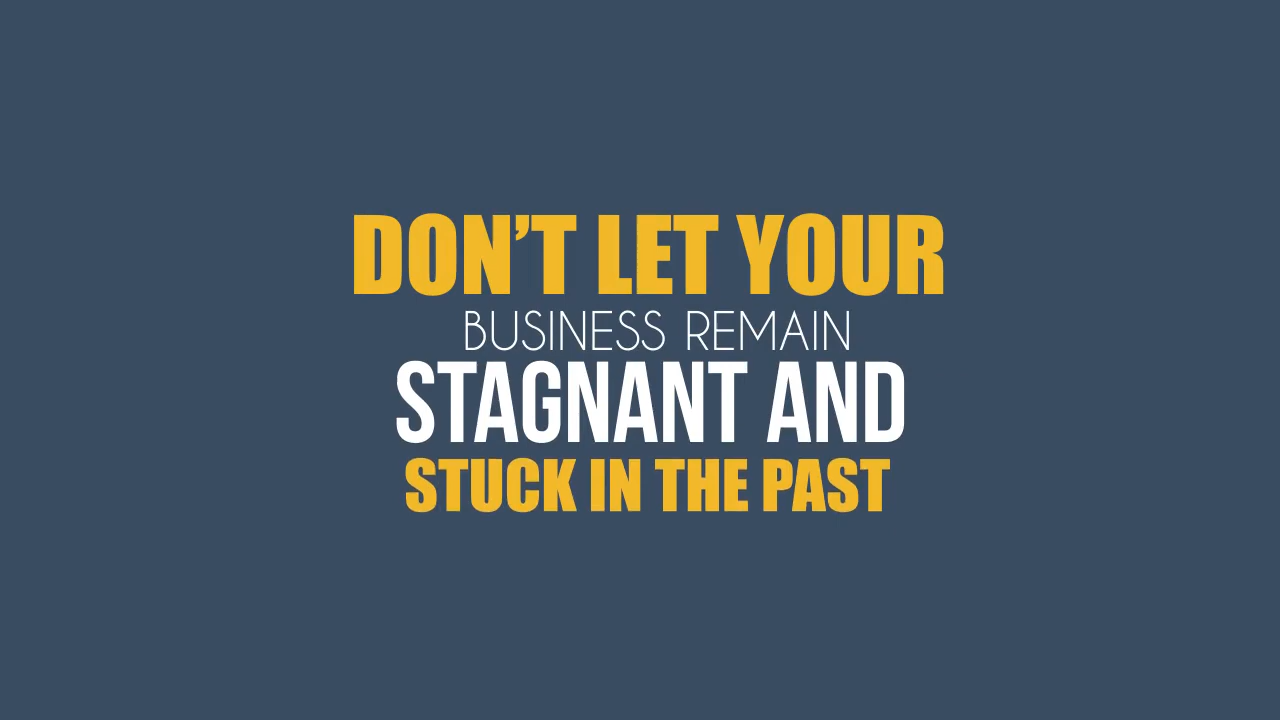 DON’T LET YOUR
BUSINESS REMAIN
STAGNANT AND
STUCK IN THE PAST